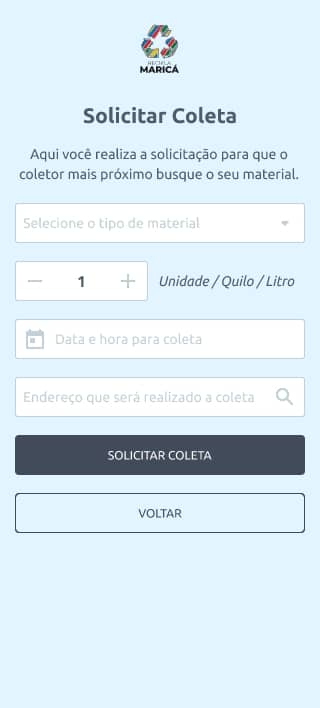 RECICLA
MARICÁ
Solicitar Coleta
Aqui você realiza a solicitação para que o
coletor mais próximo busque o seu material.
Selecione o tipo de material
1 Unidade / Quilo / Litro
Data e hora para coleta
Endereço que será realizado a coleta
SOLICITAR COLETA
VOLTAR